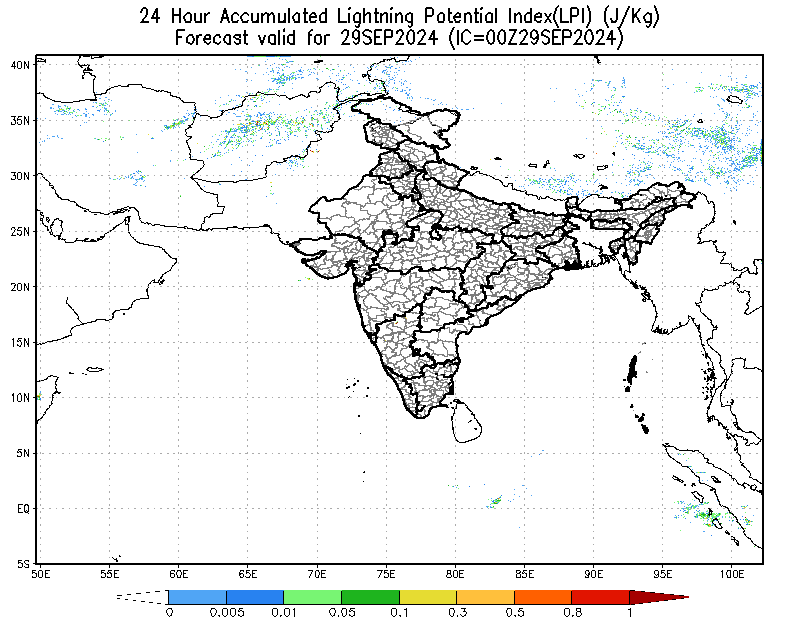 24 Hour Accumulated Lightning Potential Index(LPI) (J/Kg)
Forecast valid for 29SEP2024 (IC=00Z29SEP2024)
40N
35N
30N
25N
20N
15N
10N
5N
EQ
5S
50E 55E 60E 65E 70E 75E 80E 85E 90E 95E 100E
0 0.005 0.01 0.05 0.1 0.3 0.5 0.8 1